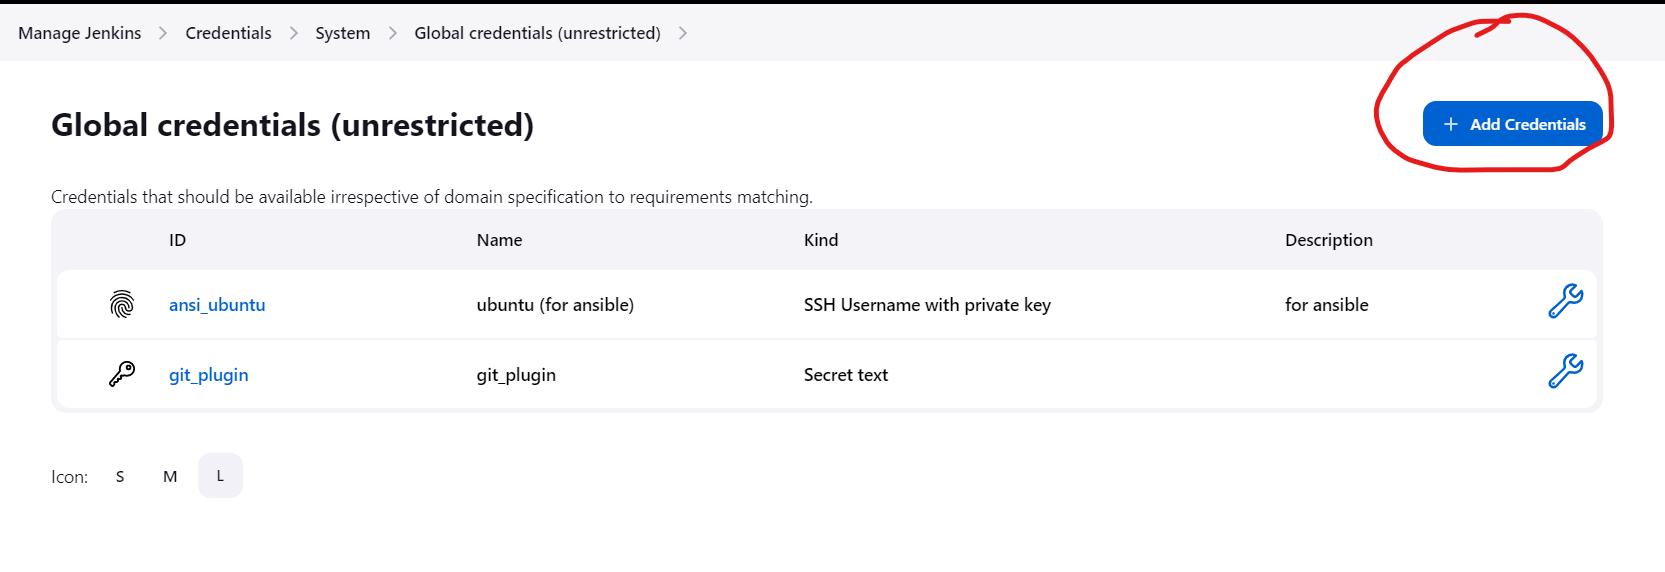 Manage Jenkins > Credentials > System > Global credentials (unrestricted) >
Global credentials (unrestricted)
+ Add Credentials
Credentials that should be available irrespective of domain specification to requirements matching.
ID Name Kind Description
ansi_ubuntu ubuntu (for ansible) SSH Username with private key for ansible
git_plugin git_plugin Secret text
Icon: S M L